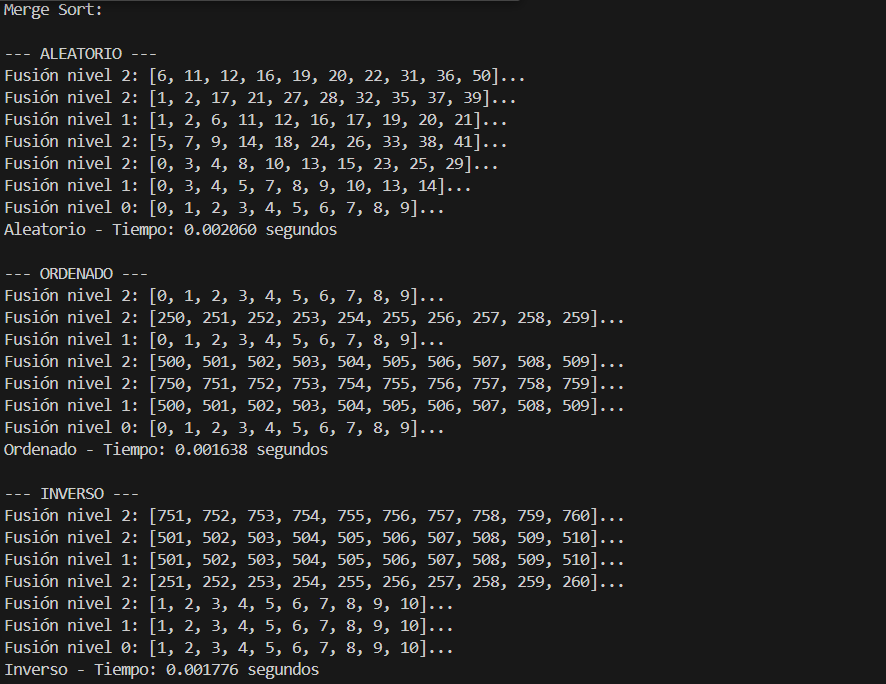 Merge Sort:
--- ALEATORIO ---
Fusión nivel 2: [6, 11, 12, 16, 19, 20, 22, 31, 36, 50]...
Fusión nivel 2: [1, 2, 17, 21, 27, 28, 32, 35, 37, 39]...
Fusión nivel 1: [1, 2, 6, 11, 12, 16, 17, 19, 20, 21]...
Fusión nivel 2: [5, 7, 9, 14, 18, 24, 26, 33, 38, 41]...
Fusión nivel 2: [0, 3, 4, 8, 10, 13, 15, 23, 25, 29]...
Fusión nivel 1: [0, 3, 4, 5, 7, 8, 9, 10, 13, 14]...
Fusión nivel 0: [0, 1, 2, 3, 4, 5, 6, 7, 8, 9]...
Aleatorio - Tiempo: 0.002060 segundos
--- ORDENADO ---
Fusión nivel 2: [0, 1, 2, 3, 4, 5, 6, 7, 8, 9]...
Fusión nivel 2: [250, 251, 252, 253, 254, 255, 256, 257, 258, 259]...
Fusión nivel 1: [0, 1, 2, 3, 4, 5, 6, 7, 8, 9]...
Fusión nivel 2: [500, 501, 502, 503, 504, 505, 506, 507, 508, 509]...
Fusión nivel 2: [750, 751, 752, 753, 754, 755, 756, 757, 758, 759]...
Fusión nivel 1: [500, 501, 502, 503, 504, 505, 506, 507, 508, 509]...
Fusión nivel 0: [0, 1, 2, 3, 4, 5, 6, 7, 8, 9]...
Ordenado - Tiempo: 0.001638 segundos
--- INVERSO ---
Fusión nivel 2: [751, 752, 753, 754, 755, 756, 757, 758, 759, 760]...
Fusión nivel 2: [501, 502, 503, 504, 505, 506, 507, 508, 509, 510]...
Fusión nivel 1: [501, 502, 503, 504, 505, 506, 507, 508, 509, 510]...
Fusión nivel 2: [251, 252, 253, 254, 255, 256, 257, 258, 259, 260]...
Fusión nivel 2: [1, 2, 3, 4, 5, 6, 7, 8, 9, 10]...
Fusión nivel 1: [1, 2, 3, 4, 5, 6, 7, 8, 9, 10]...
Fusión nivel 0: [1, 2, 3, 4, 5, 6, 7, 8, 9, 10]...
Inverso - Tiempo: 0.001776 segundos